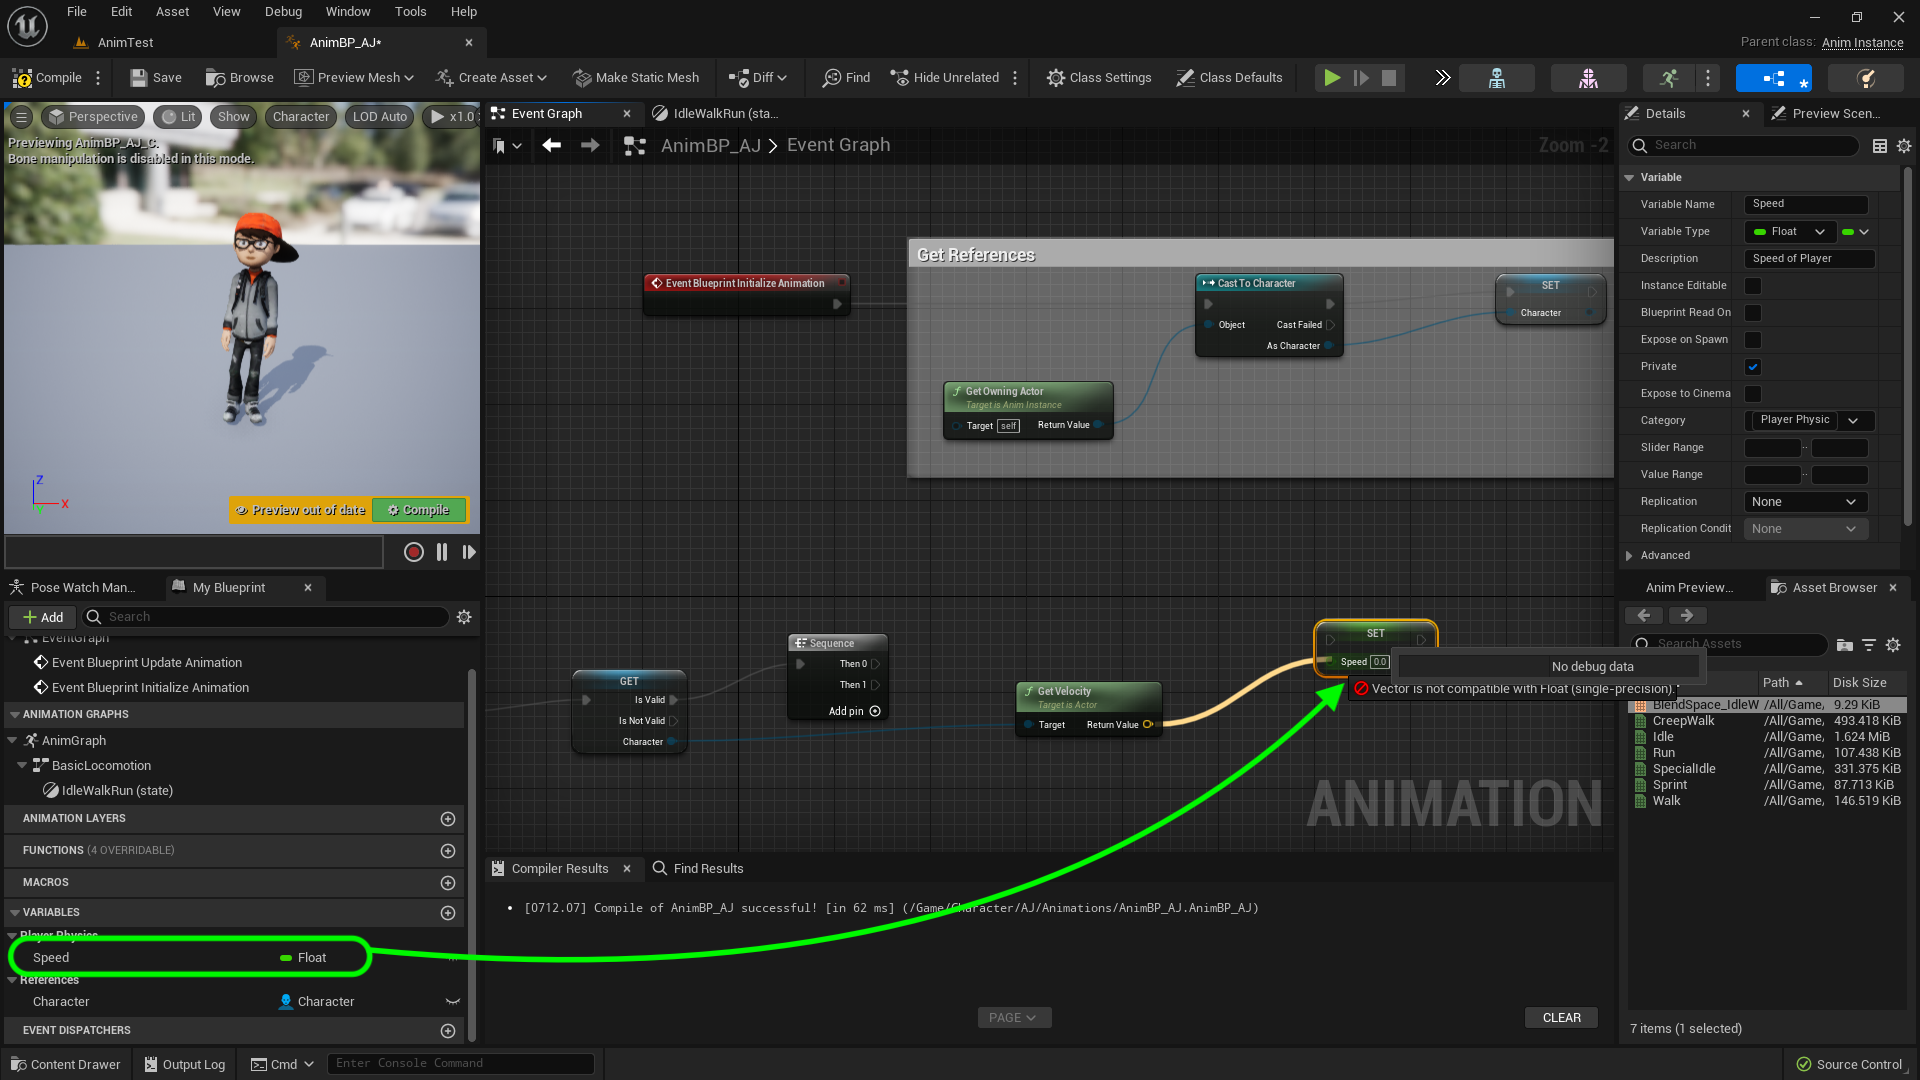 File Edit Asset View Debug Window Tools Help
AnimTest
AnimBP_AJ*
Parent class: Anim Instance
Compile
Save
Browse
Preview Mesh
Create Asset
Make Static Mesh
Diff
Find
Hide Unrelated
Class Settings
Class Defaults
Perspective
Lit
Show
Character
LOD Auto
x1.0
Previewing AnimBP_AJ_C.
Bone manipulation is disabled in this mode.
Z
X
Preview out of date
Compile
Event Graph
IdleWalkRun (sta...
AnimBP_AJ > Event Graph
Zoom -2
Get References
Event Blueprint Initialize Animation
Cast To Character
Object
Cast Failed
As Character
SET
Character
Get Owning Actor
Target is Anim Instance
Target self
Return Value
Sequence
Then 0
Then 1
Add pin
GET
Is Valid
Is Not Valid
Character
Get Velocity
Target is Actor
Target
Return Value
SET
Speed 0.0
No debug data
Vector is not compatible with Float (single-precision).
ANIMATION
Pose Watch Man...
My Blueprint
Add
Search
EventGraph
Event Blueprint Update Animation
Event Blueprint Initialize Animation
ANIMATION GRAPHS
AnimGraph
BasicLocomotion
IdleWalkRun (state)
ANIMATION LAYERS
FUNCTIONS (4 OVERRIDABLE)
MACROS
VARIABLES
Player Physics
Speed Float
References
Character Character
EVENT DISPATCHERS
Compiler Results
Find Results
[0712.07] Compile of AnimBP_AJ successful! [in 62 ms] (/Game/Character/AJ/Animations/AnimBP_AJ.AnimBP_AJ)
PAGE
CLEAR
Details
Preview Scen...
Search
Variable
Variable Name Speed
Variable Type Float
Description Speed of Player
Instance Editable
Blueprint Read On
Expose on Spawn
Private
Expose to Cinema
Category Player Physic
Slider Range
Value Range
Replication None
Replication Condit None
Advanced
Anim Preview...
Asset Browser
Search Assets
Path Disk Size
BlendSpace_IdleW /All/Game, 9.29 KiB
CreepWalk /All/Game, 493.418 KiB
Idle /All/Game, 1.624 MiB
Run /All/Game, 107.438 KiB
SpecialIdle /All/Game, 331.375 KiB
Sprint /All/Game, 87.713 KiB
Walk /All/Game, 146.519 KiB
7 items (1 selected)
Content Drawer
Output Log
Cmd
Enter Console Command
Source Control